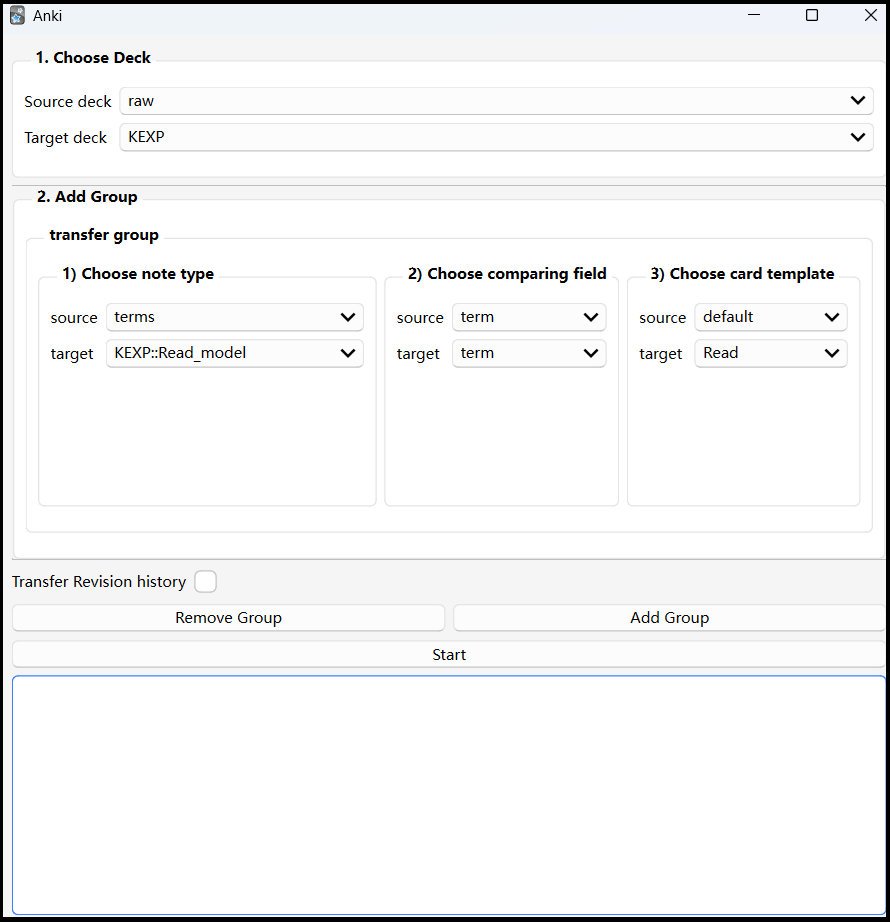 Anki
1. Choose Deck
Source deck raw
Target deck KEXP
2. Add Group
transfer group
1) Choose note type
source terms
target KEXP::Read_model
2) Choose comparing field
source term
target term
3) Choose card template
source default
target Read
Transfer Revision history
Remove Group
Add Group
Start